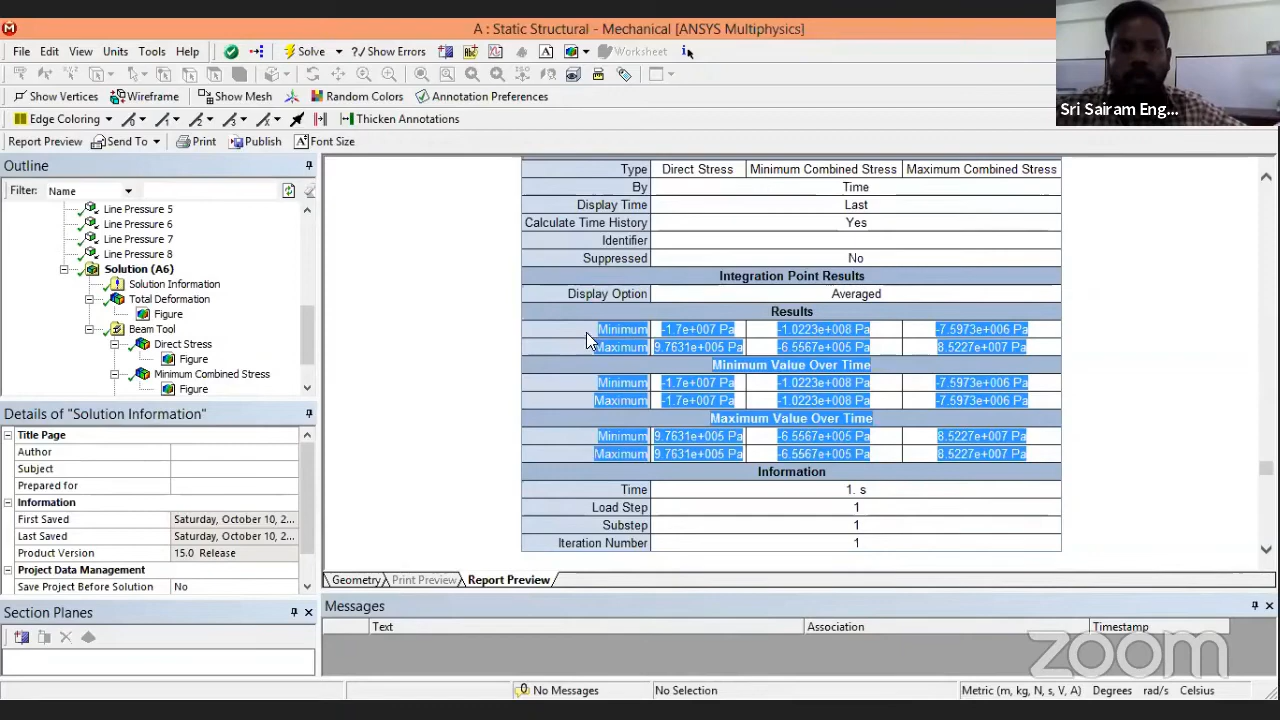 A : Static Structural - Mechanical [ANSYS Multiphysics]
File Edit View Units Tools Help Solve ?/ Show Errors A Worksheet i
Show Vertices Wireframe Show Mesh Random Colors Annotation Preferences
Edge Coloring Thicken Annotations
Report Preview Send To Print Publish A Font Size
Sri Sairam Eng...
Outline
Filter: Name
Line Pressure 5
Line Pressure 6
Line Pressure 7
Line Pressure 8
Solution (A6)
Solution Information
Total Deformation
Figure
Beam Tool
Direct Stress
Figure
Minimum Combined Stress
Figure
Details of "Solution Information"
Title Page
Author
Subject
Prepared for
Information
First Saved Saturday, October 10, 2...
Last Saved Saturday, October 10, 2...
Product Version 15.0 Release
Project Data Management
Save Project Before Solution No
Section Planes
Type Direct Stress Minimum Combined Stress Maximum Combined Stress
By Time
Display Time Last
Calculate Time History Yes
Identifier
Suppressed No
Integration Point Results
Display Option Averaged
Results
Minimum -1.7e+007 Pa -1.0223e+008 Pa -7.5973e+006 Pa
Maximum 9.7631e+005 Pa -6.5567e+005 Pa 8.5227e+007 Pa
Minimum Value Over Time
Minimum -1.7e+007 Pa -1.0223e+008 Pa -7.5973e+006 Pa
Maximum -1.7e+007 Pa -1.0223e+008 Pa -7.5973e+006 Pa
Maximum Value Over Time
Minimum 9.7631e+005 Pa -6.5567e+005 Pa 8.5227e+007 Pa
Maximum 9.7631e+005 Pa -6.5567e+005 Pa 8.5227e+007 Pa
Information
Time 1. s
Load Step 1
Substep 1
Iteration Number 1
Geometry Print Preview Report Preview
Messages
Text Association Timestamp
zoom
0 No Messages No Selection Metric (m, kg, N, s, V, A) Degrees rad/s Celsius